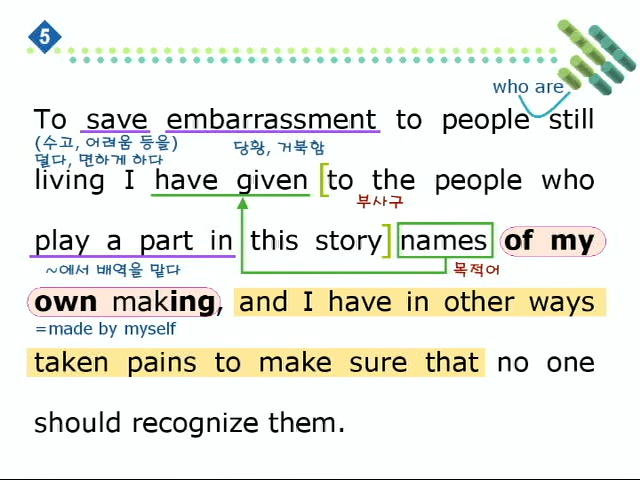 5
who are
To save embarrassment to people still
(수고, 어려움 등을)
덜다, 면하게 하다
당황, 거북함
living I have given [to the people who
부사구
play a part in this story] names of my
~에서 배역을 맡다
목적어
own making, and I have in other ways
=made by myself
taken pains to make sure that no one
should recognize them.